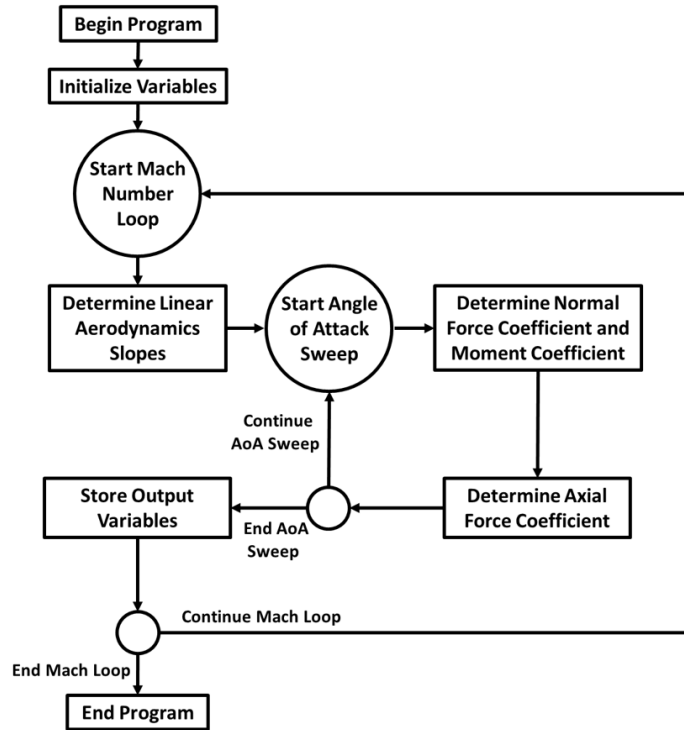 Begin Program
Initialize Variables
Start Mach
Number
Loop
Determine Linear
Aerodynamics
Slopes
Start Angle
of Attack
Sweep
Determine Normal
Force Coefficient and
Moment Coefficient
Continue
AoA Sweep
Store Output
Variables
End AoA
Sweep
Determine Axial
Force Coefficient
Continue Mach Loop
End Mach Loop
End Program